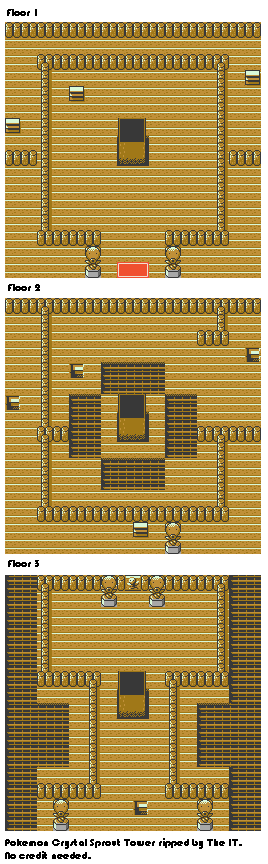 Floor 1
Floor 2
Floor 3
Pokemon Crystal Sprout Tower ripped by The IT.
No credit needed.